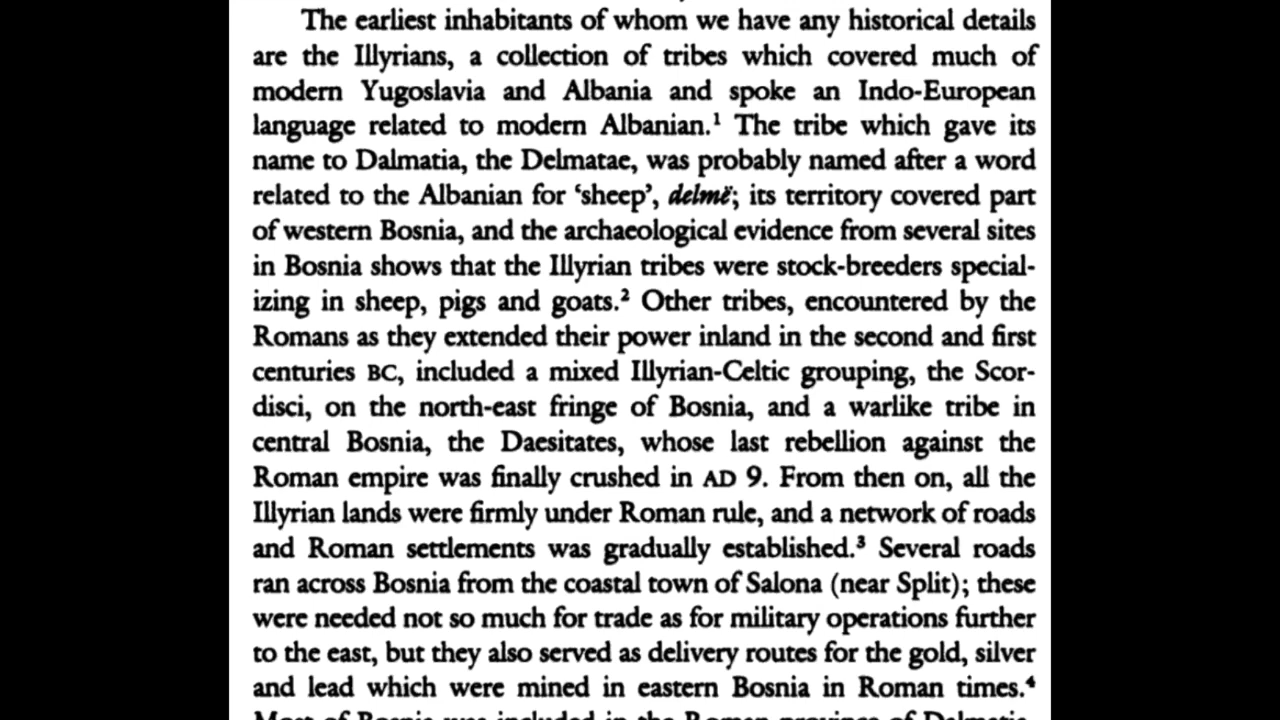 The earliest inhabitants of whom we have any historical details
are the Illyrians, a collection of tribes which covered much of
modern Yugoslavia and Albania and spoke an Indo-European
language related to modern Albanian.¹ The tribe which gave its
name to Dalmatia, the Delmatae, was probably named after a word
related to the Albanian for ‘sheep’, delmë; its territory covered part
of western Bosnia, and the archaeological evidence from several sites
in Bosnia shows that the Illyrian tribes were stock-breeders special-
izing in sheep, pigs and goats.² Other tribes, encountered by the
Romans as they extended their power inland in the second and first
centuries BC, included a mixed Illyrian-Celtic grouping, the Scor-
disci, on the north-east fringe of Bosnia, and a warlike tribe in
central Bosnia, the Daesitates, whose last rebellion against the
Roman empire was finally crushed in AD 9. From then on, all the
Illyrian lands were firmly under Roman rule, and a network of roads
and Roman settlements was gradually established.³ Several roads
ran across Bosnia from the coastal town of Salona (near Split); these
were needed not so much for trade as for military operations further
to the east, but they also served as delivery routes for the gold, silver
and lead which were mined in eastern Bosnia in Roman times.⁴
Most of Bosnia was included in the Roman province of Dalmatia,